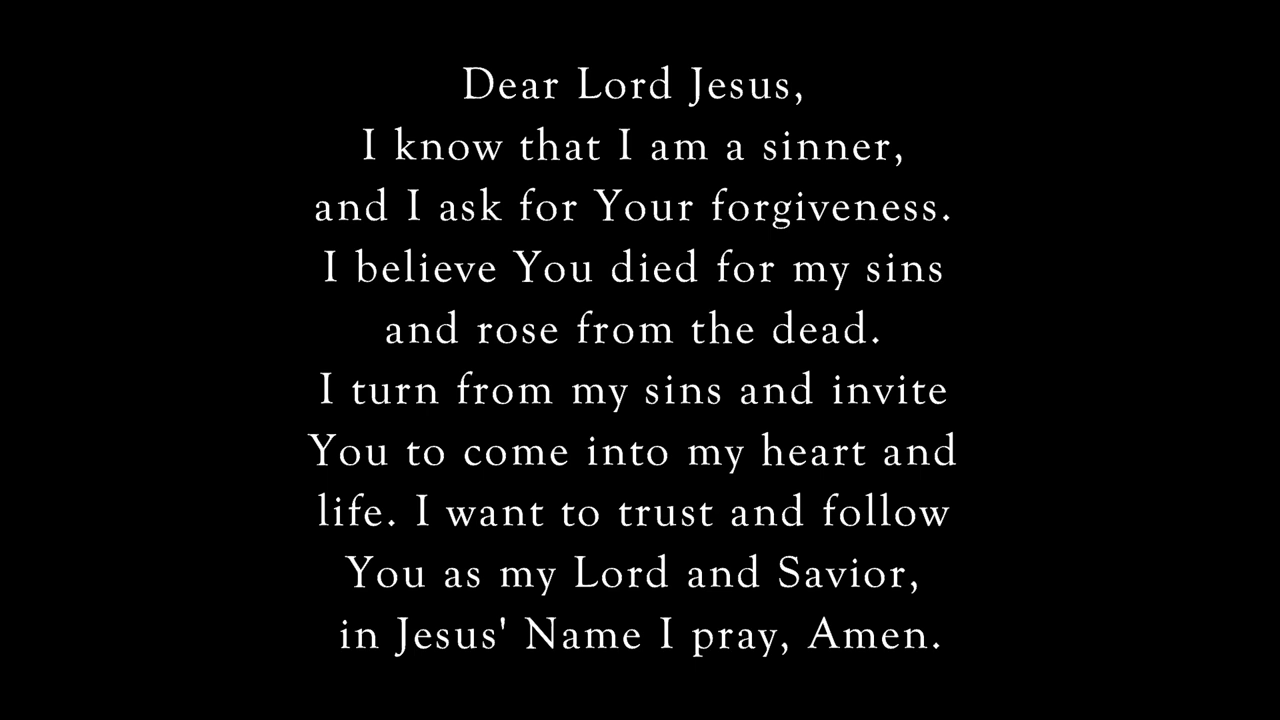 Dear Lord Jesus,
I know that I am a sinner,
and I ask for Your forgiveness.
I believe You died for my sins
and rose from the dead.
I turn from my sins and invite
You to come into my heart and
life. I want to trust and follow
You as my Lord and Savior,
in Jesus' Name I pray, Amen.